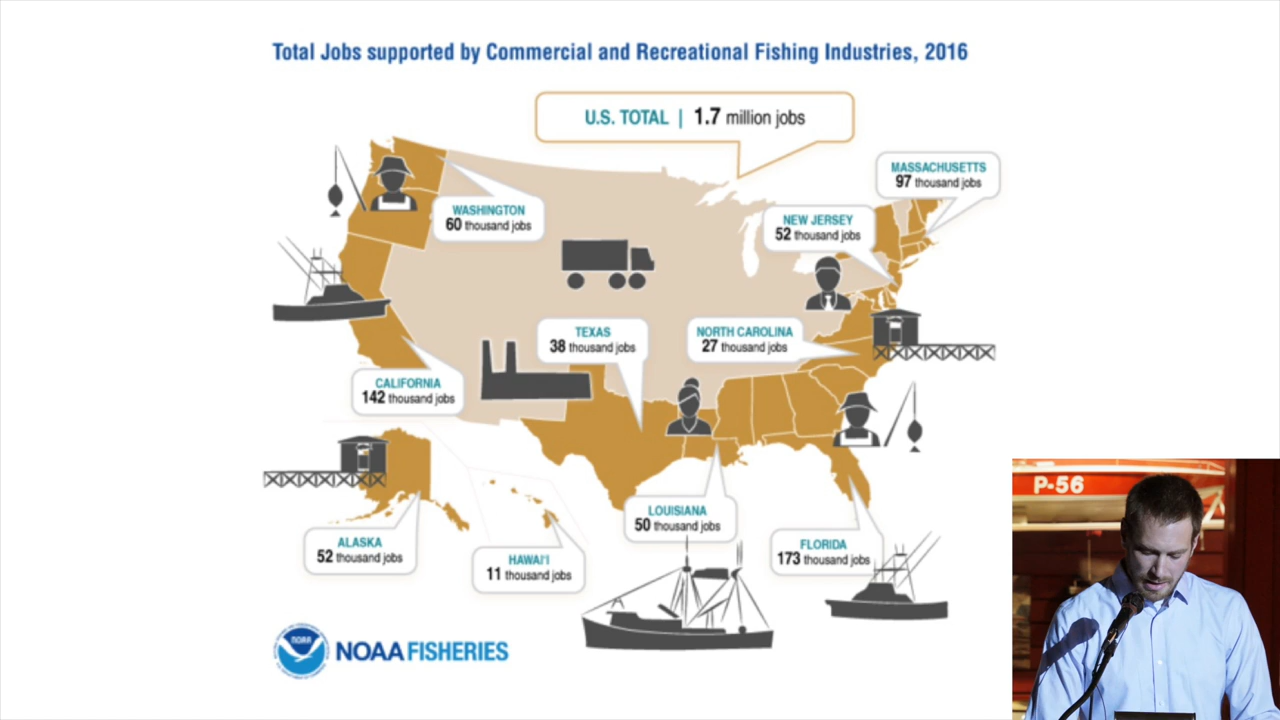 Total Jobs supported by Commercial and Recreational Fishing Industries, 2016
U.S. TOTAL | 1.7 million jobs
MASSACHUSETTS
97 thousand jobs
WASHINGTON
60 thousand jobs
NEW JERSEY
52 thousand jobs
TEXAS
38 thousand jobs
NORTH CAROLINA
27 thousand jobs
CALIFORNIA
142 thousand jobs
LOUISIANA
50 thousand jobs
ALASKA
52 thousand jobs
HAWAI'I
11 thousand jobs
FLORIDA
173 thousand jobs
P-56
NOAA
NOAA FISHERIES